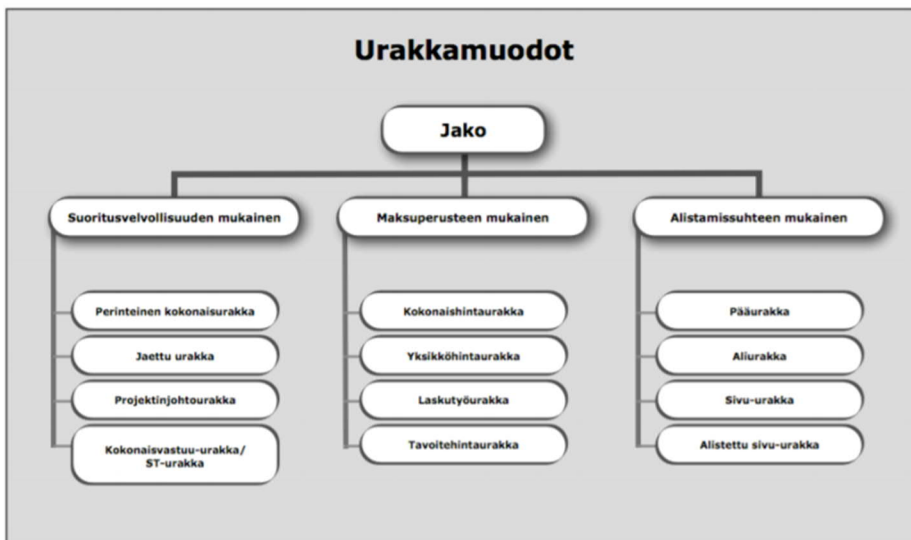 Urakkamuodot
Jako
Suoritusvelvollisuuden mukainen
Perinteinen kokonaisurakka
Jaettu urakka
Projektinjohtourakka
Kokonaisvastuu-urakka/
ST-urakka
Maksuperusteen mukainen
Kokonaishintaurakka
Yksikköhintaurakka
Laskutyöurakka
Tavoitehintaurakka
Alistamissuhteen mukainen
Pääurakka
Aliurakka
Sivu-urakka
Alistettu sivu-urakka